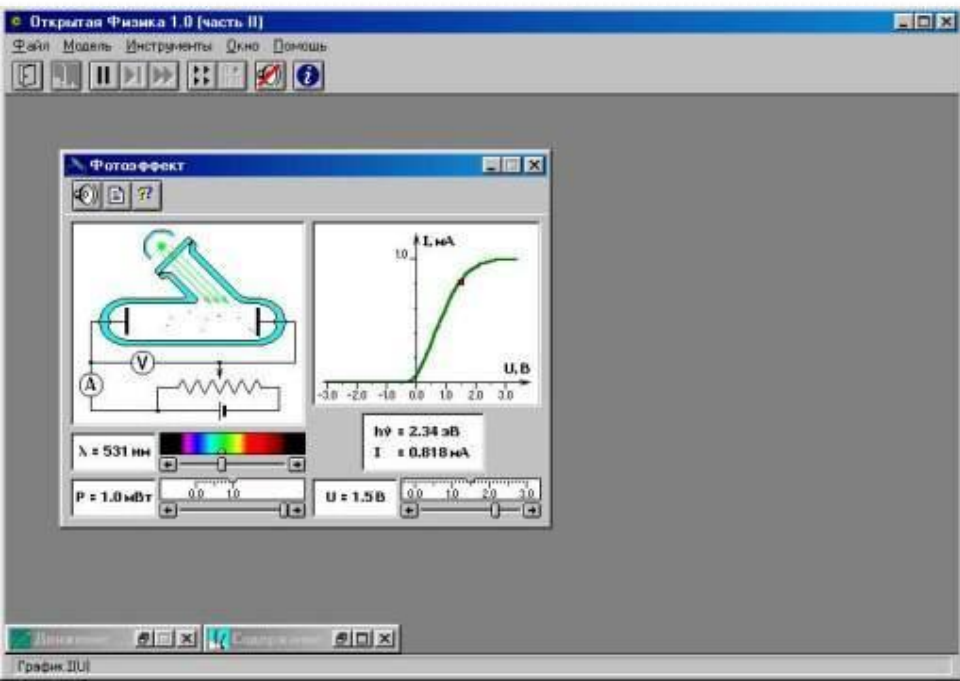 Открытая Физика 1.0 (часть II)
Файл Модель Инструменты Окно Помощь
Фотоэффект
I, мА
1.0
U, В
-3.0 -2.0 -1.0 0.0 1.0 2.0 3.0
V
A
hν = 2.34 эВ
I = 0.818 мА
λ = 531 нм
P = 1.0 мВт
0.0 1.0
U = 1.5 В
0.0 1.0 2.0 3.0
Содержание
График I(U)